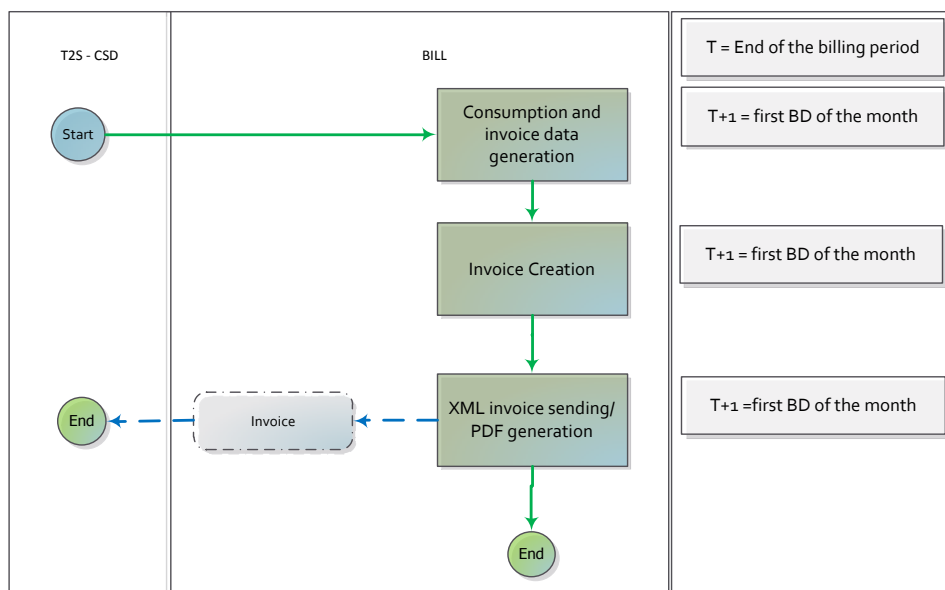 T2S - CSD
BILL
T = End of the billing period
Start
Consumption and
invoice data
generation
T+1 = first BD of the month
Invoice Creation
T+1 = first BD of the month
End
Invoice
XML invoice sending/
PDF generation
T+1 =first BD of the month
End